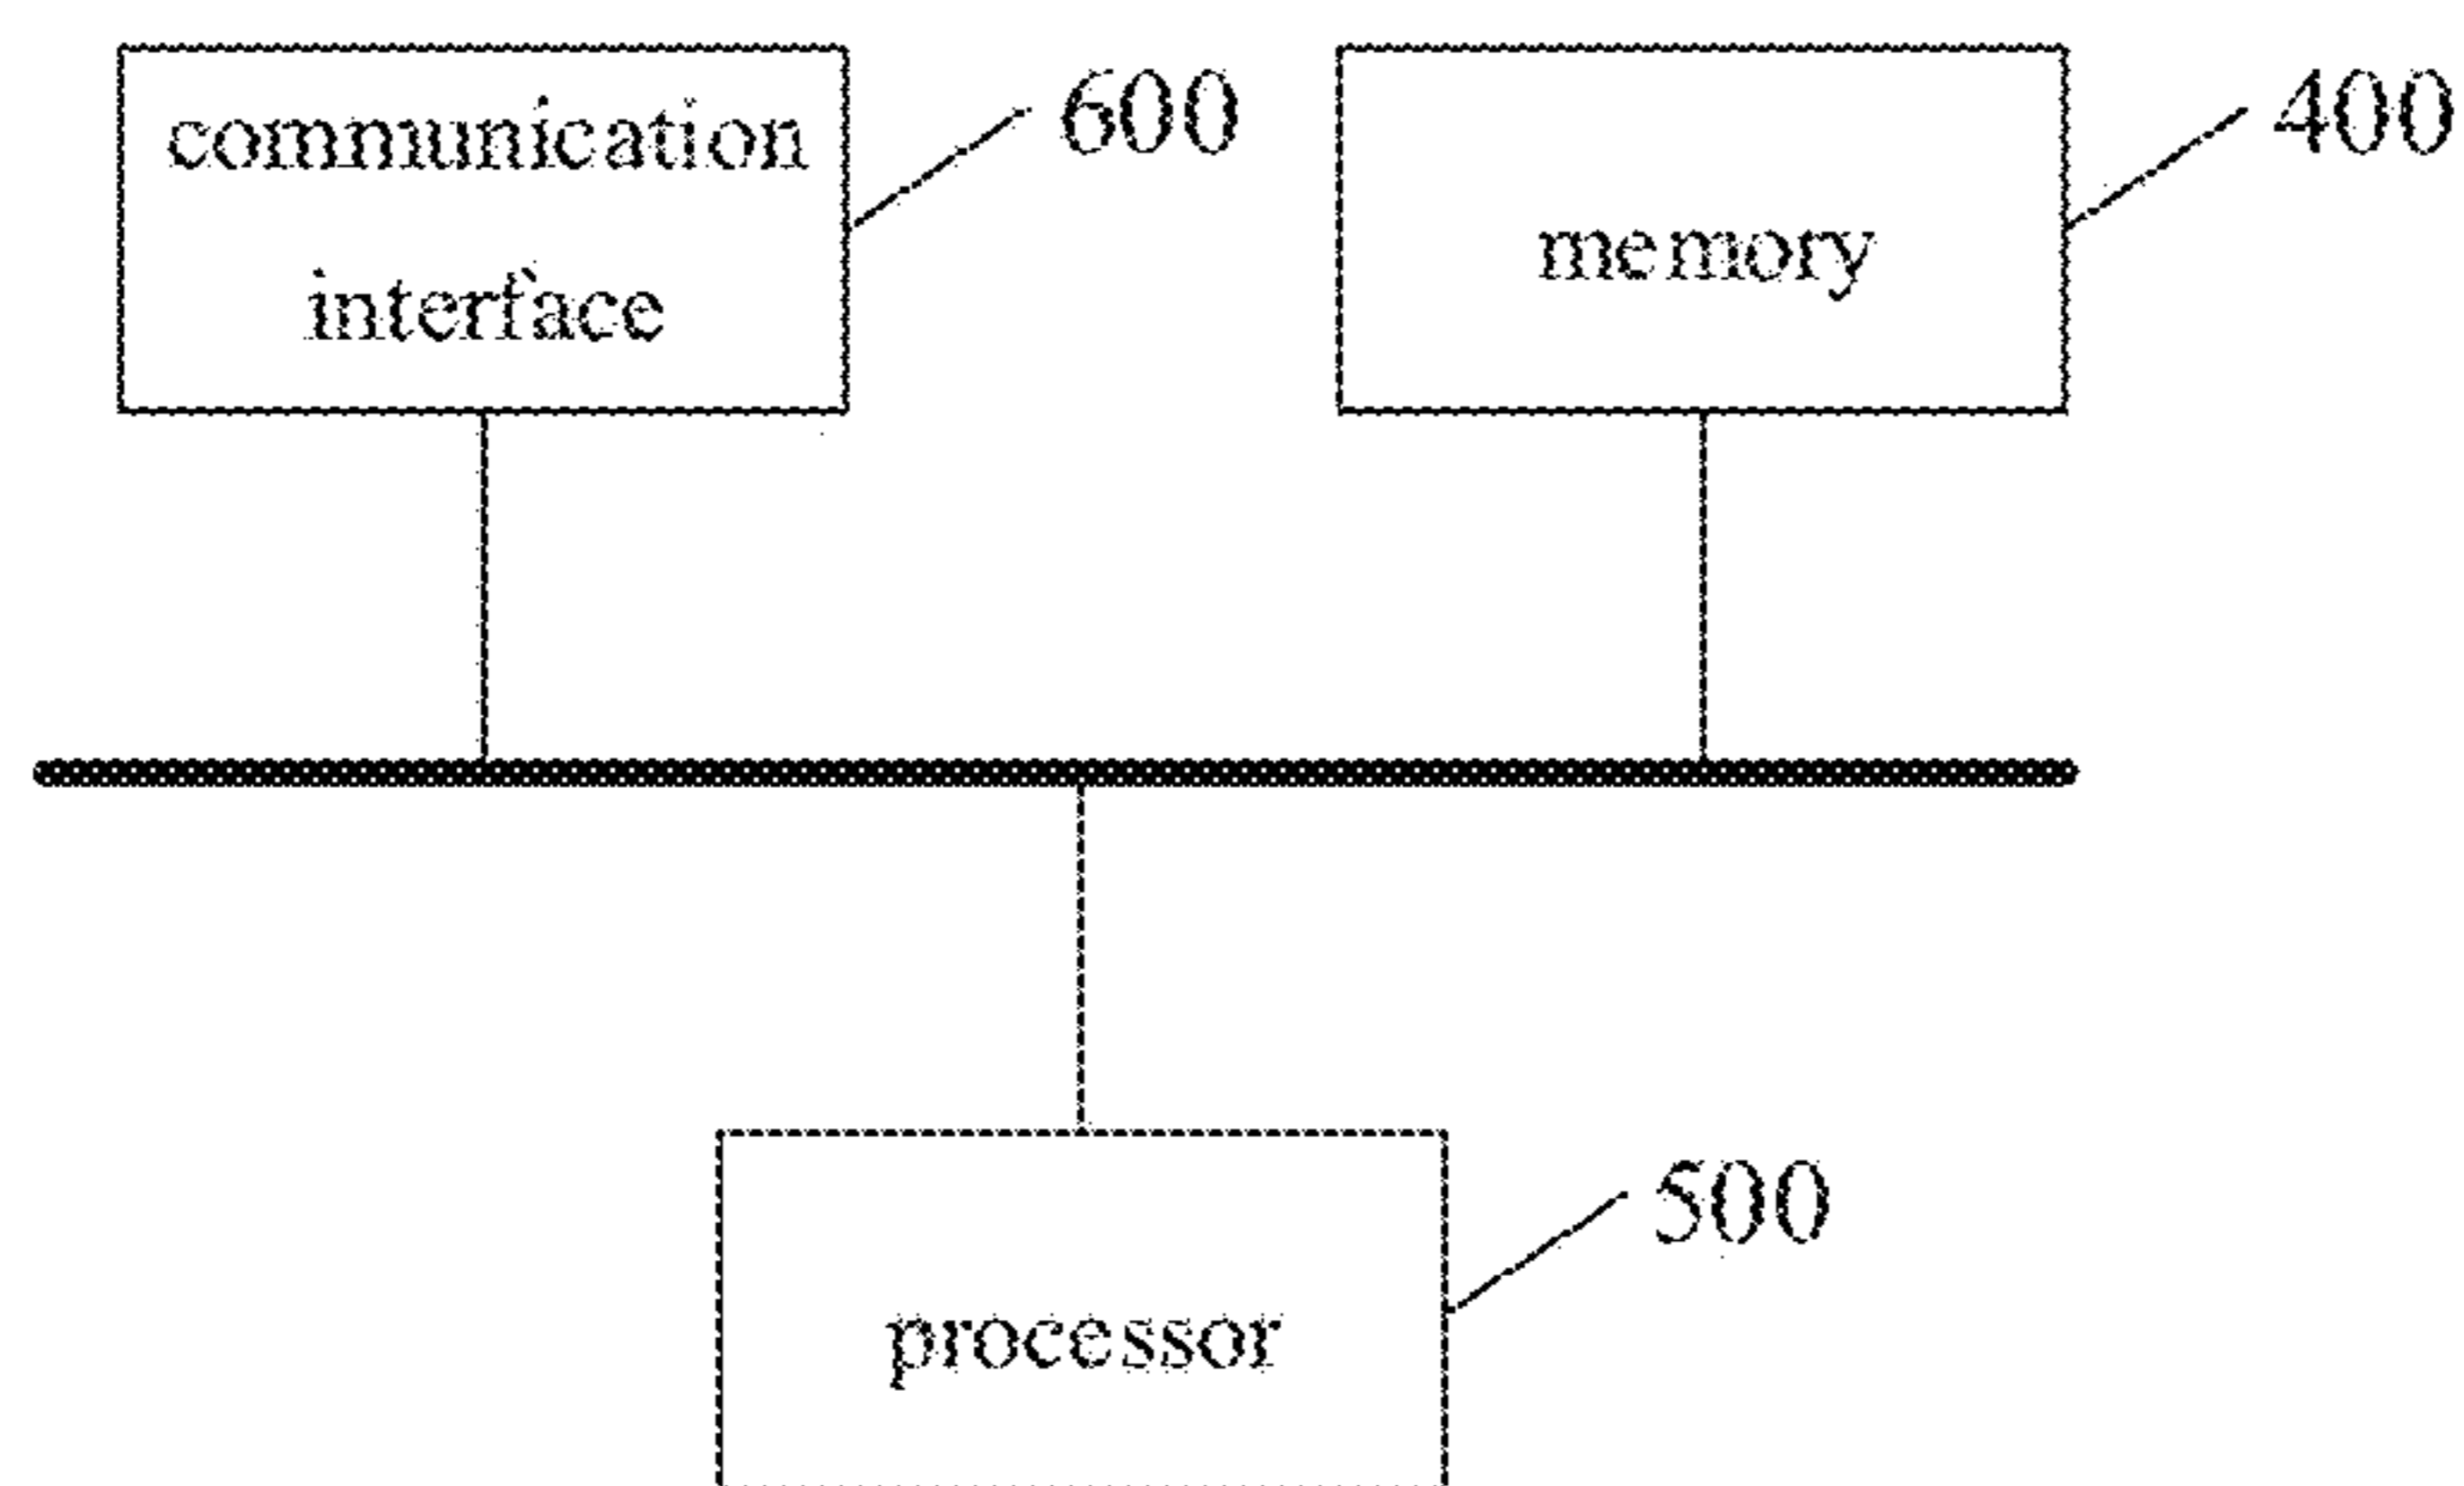 communication
interface
600
memory
400
processor
500